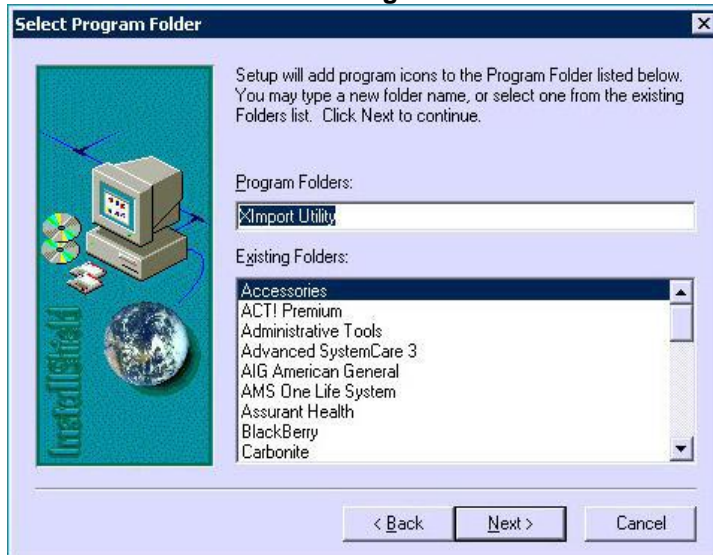 Select Program Folder
Setup will add program icons to the Program Folder listed below.
You may type a new folder name, or select one from the existing
Folders list. Click Next to continue.
Program Folders:
XImport Utility
Existing Folders:
Accessories
ACT! Premium
Administrative Tools
Advanced SystemCare 3
AIG American General
AMS One Life System
Assurant Health
BlackBerry
Carbonite
InstallShield
< Back
Next >
Cancel